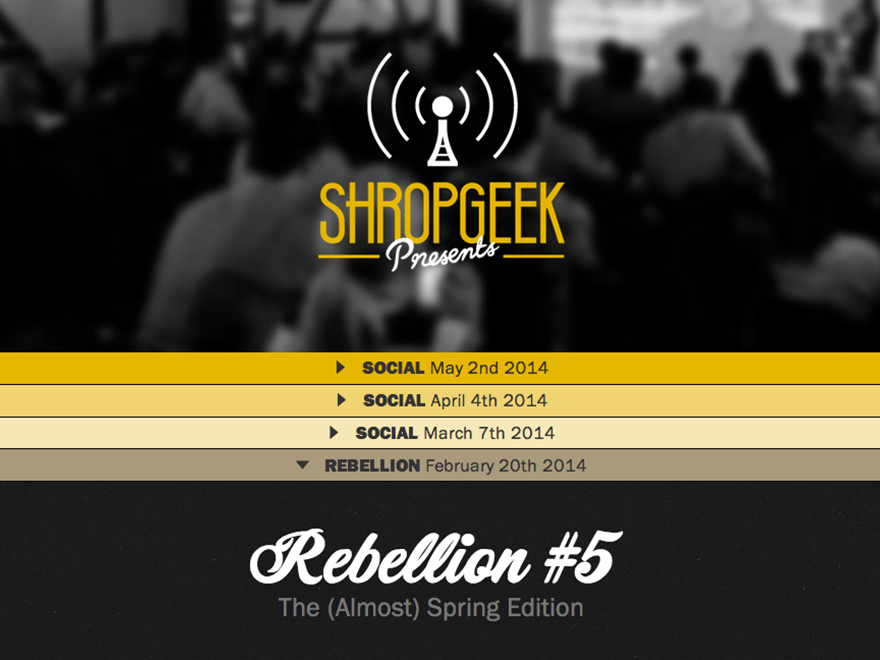 SHROPGEEK
Presents
SOCIAL May 2nd 2014
SOCIAL April 4th 2014
SOCIAL March 7th 2014
REBELLION February 20th 2014
Rebellion #5
The (Almost) Spring Edition